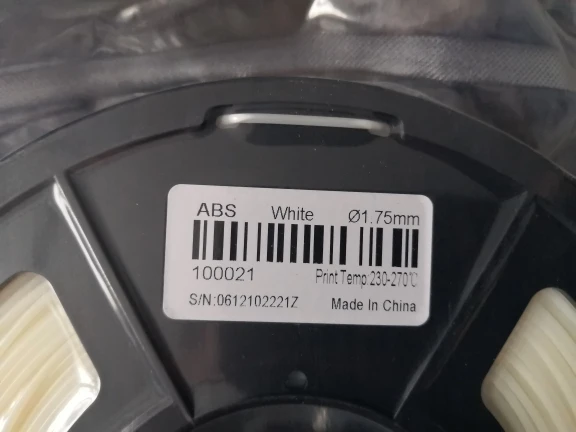 ABS White Ø1.75mm
100021 Print Temp:230-270℃
S/N:0612102221Z Made In China